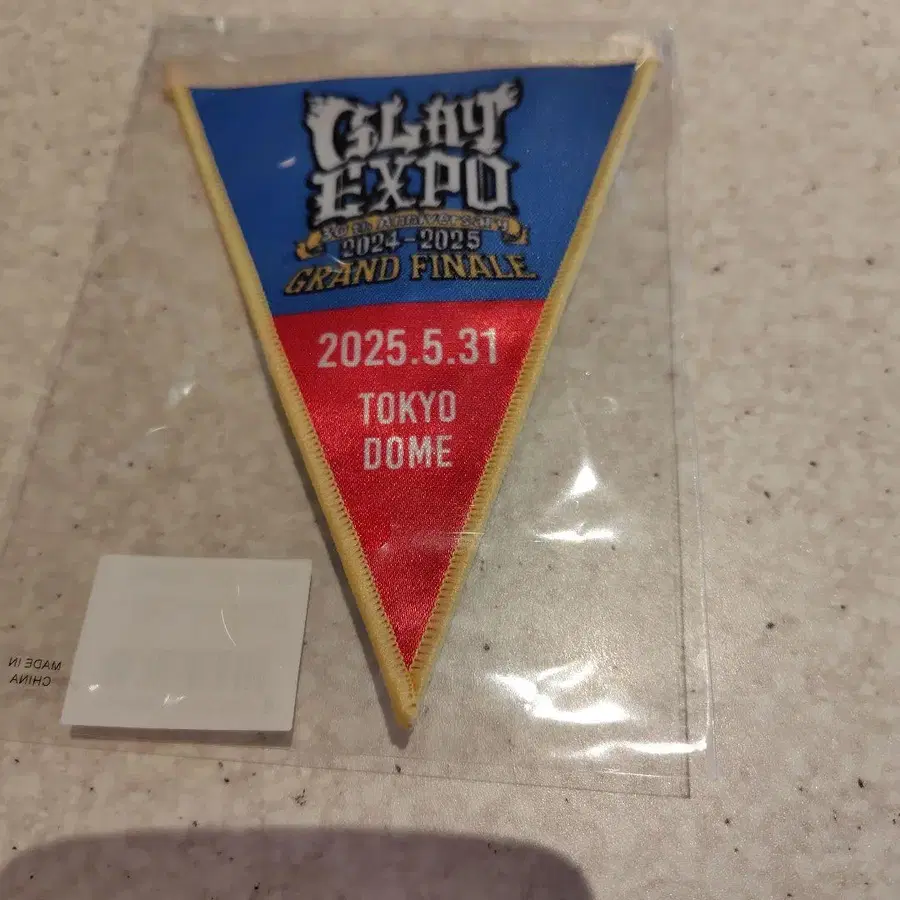 GLAY
EXPO
30th Anniversary
2024-2025
GRAND FINALE
2025.5.31
TOKYO
DOME
MADE IN
CHINA